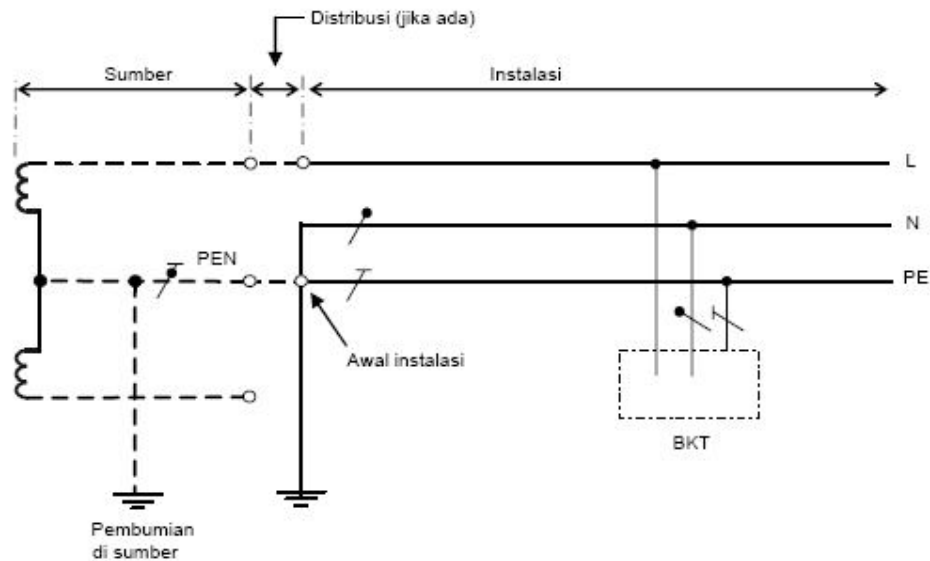 Distribusi (jika ada)
Sumber
Instalasi
L
N
PEN
PE
Awal instalasi
BKT
Pembumian
di sumber